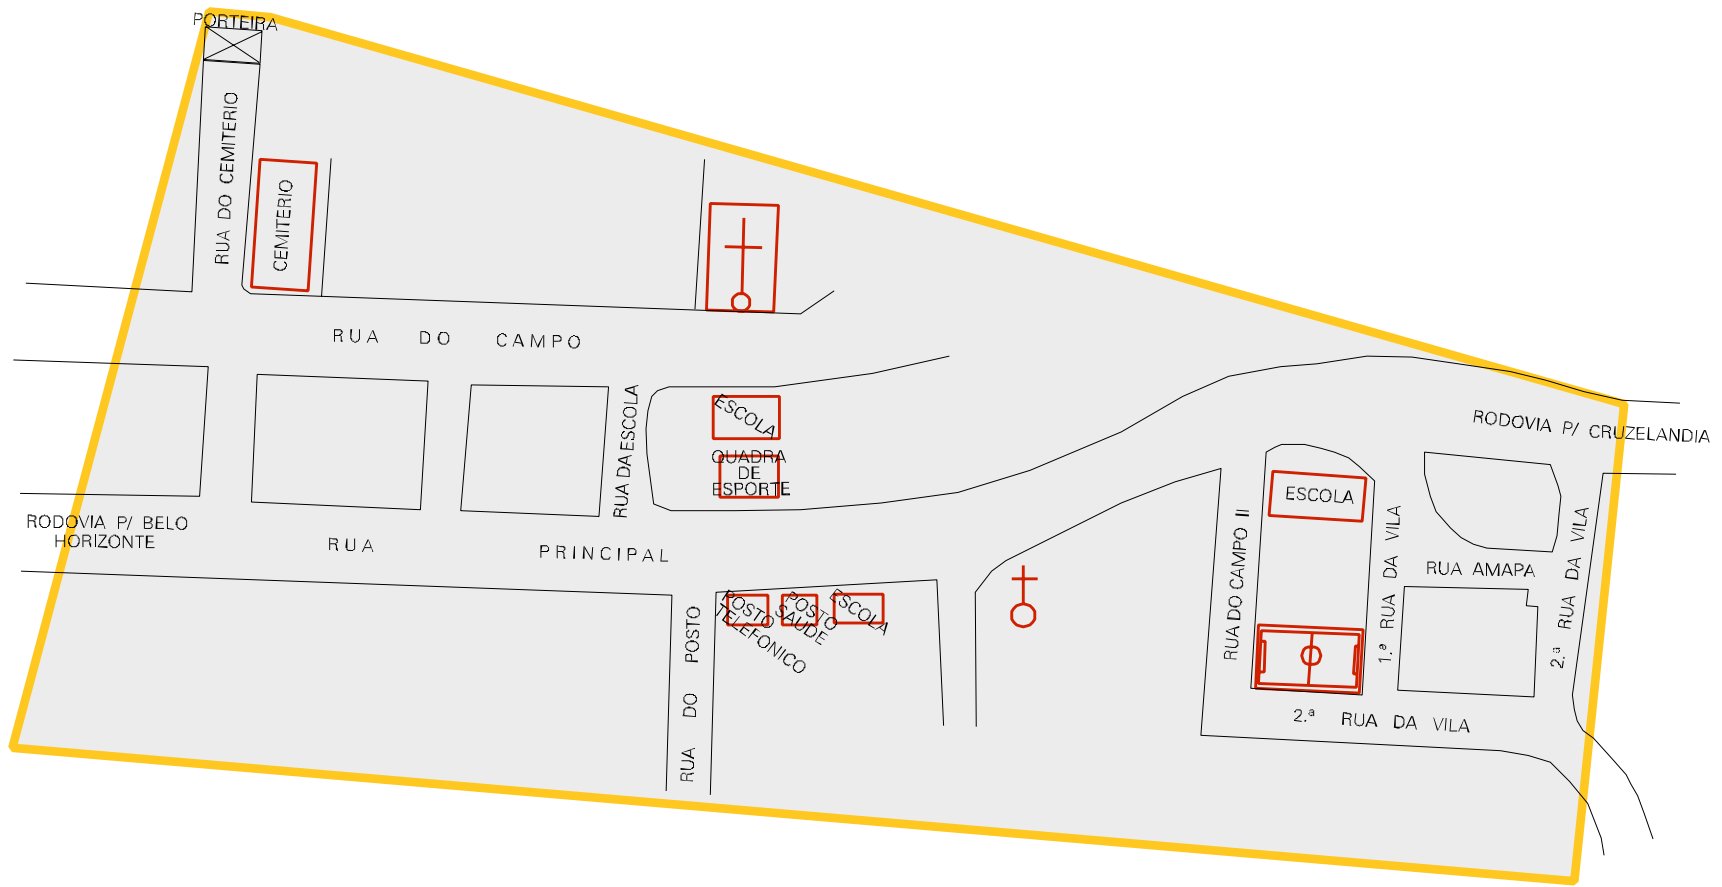 PORTEIRA
RUA DO CEMITERIO
CEMITERIO
RUA DO CAMPO
RUA DA ESCOLA
ESCOLA
QUADRA
DE
ESPORTE
RODOVIA P/ CRUZELANDIA
RODOVIA P/ BELO
HORIZONTE
RUA PRINCIPAL
ESCOLA
RUA DO CAMPO II
1.ª RUA DA VILA
RUA AMAPA
2.ª RUA DA VILA
POSTO
TELEFONICO
POSTO
SAUDE
ESCOLA
RUA DO POSTO
2.ª RUA DA VILA